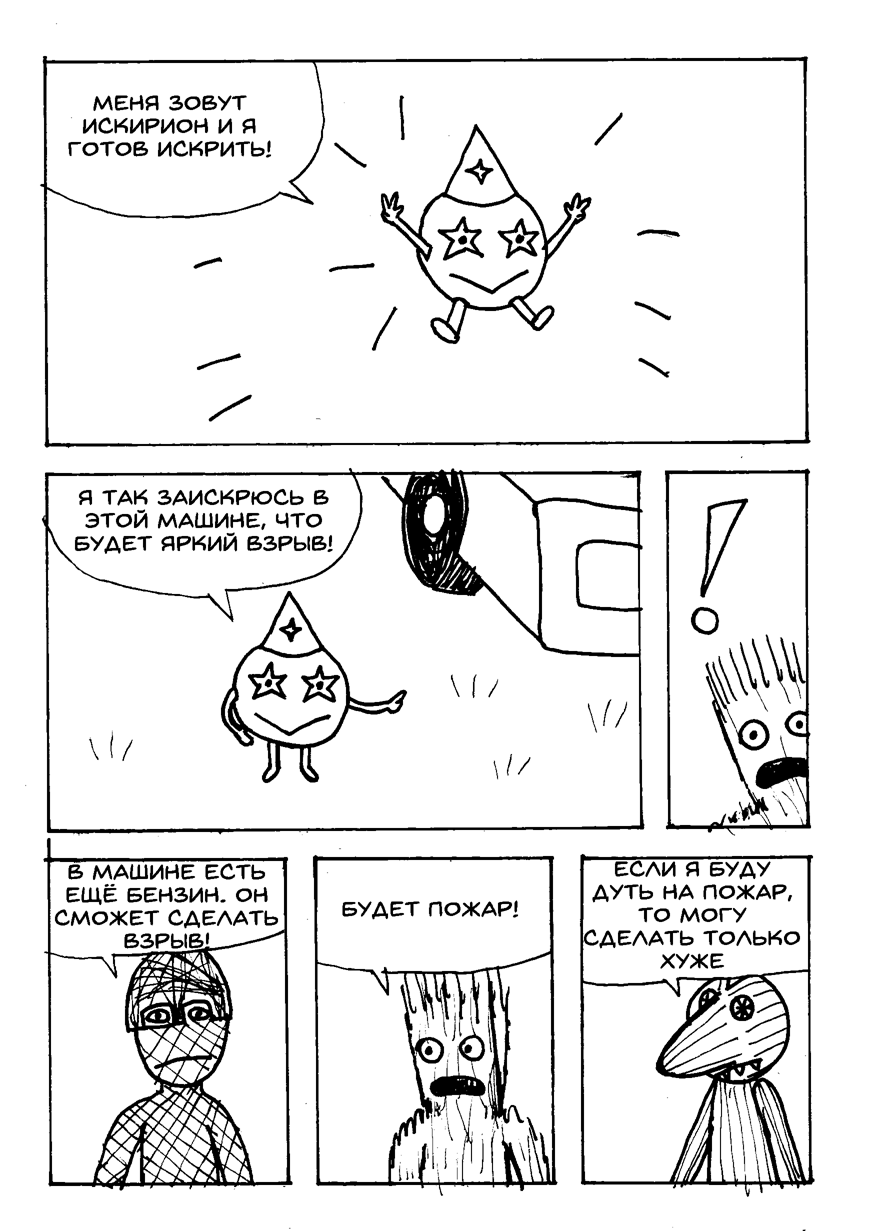 МЕНЯ ЗОВУТ
ИСКИРИОН И Я
ГОТОВ ИСКРИТЬ!
Я ТАК ЗАИСКРЮСЬ В
ЭТОЙ МАШИНЕ, ЧТО
БУДЕТ ЯРКИЙ ВЗРЫВ!
!
В МАШИНЕ ЕСТЬ
ЕЩЁ БЕНЗИН. ОН
СМОЖЕТ СДЕЛАТЬ
ВЗРЫВ!
БУДЕТ ПОЖАР!
ЕСЛИ Я БУДУ
ДУТЬ НА ПОЖАР,
ТО МОГУ
СДЕЛАТЬ ТОЛЬКО
ХУЖЕ